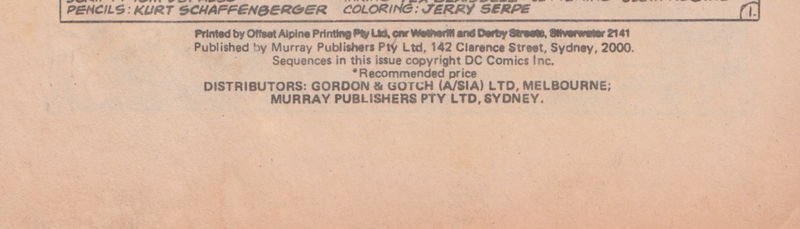 PENCILS: KURT SCHAFFENBERGER COLORING: JERRY SERPE
1.
Printed by Offset Alpine Printing Pty Ltd, cnr Wetherill and Derby Streets, Silverwater 2141
Published by Murray Publishers Pty Ltd, 142 Clarence Street, Sydney, 2000.
Sequences in this issue copyright DC Comics Inc.
*Recommended price
DISTRIBUTORS: GORDON & GOTCH (A/SIA) LTD, MELBOURNE;
MURRAY PUBLISHERS PTY LTD, SYDNEY.